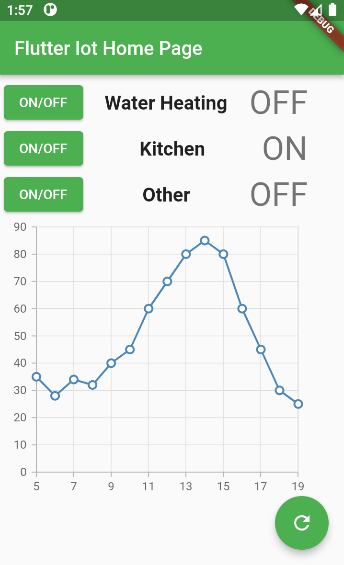 1:57
DEBUG
Flutter Iot Home Page
ON/OFF Water Heating OFF
ON/OFF Kitchen ON
ON/OFF Other OFF
90
80
70
60
50
40
30
20
10
0
5 7 9 11 13 15 17 19